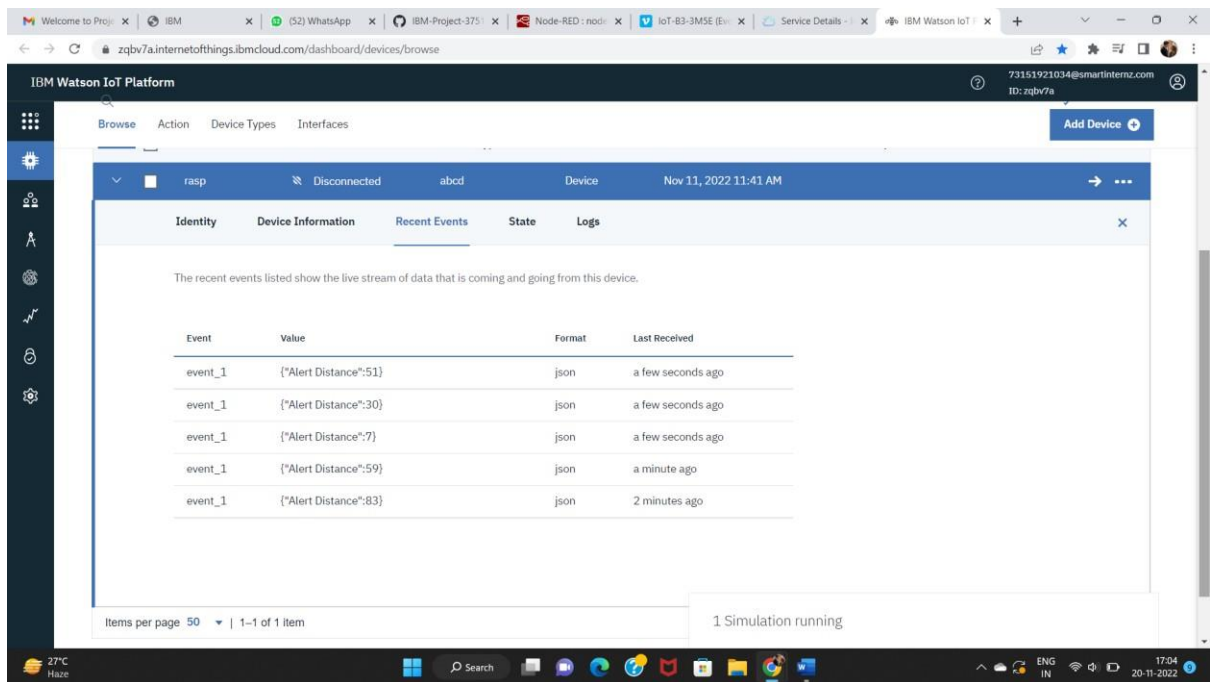 Welcome to Proje
IBM
(52) WhatsApp
IBM-Project-3751
Node-RED : node
IoT-B3-3M5E (Ev
Service Details -
IBM Watson IoT P
zqbv7a.internetofthings.ibmcloud.com/dashboard/devices/browse
IBM Watson IoT Platform
73151921034@smartinternz.com
ID: zqbv7a
Browse Action Device Types Interfaces
Add Device
rasp Disconnected abcd Device Nov 11, 2022 11:41 AM
Identity Device Information Recent Events State Logs
The recent events listed show the live stream of data that is coming and going from this device.
Event Value Format Last Received
event_1 {"Alert Distance":51} json a few seconds ago
event_1 {"Alert Distance":30} json a few seconds ago
event_1 {"Alert Distance":7} json a few seconds ago
event_1 {"Alert Distance":59} json a minute ago
event_1 {"Alert Distance":83} json 2 minutes ago
Items per page 50 | 1–1 of 1 item
1 Simulation running
27°C
Haze
Search
ENG
IN
17:04
20-11-2022
9